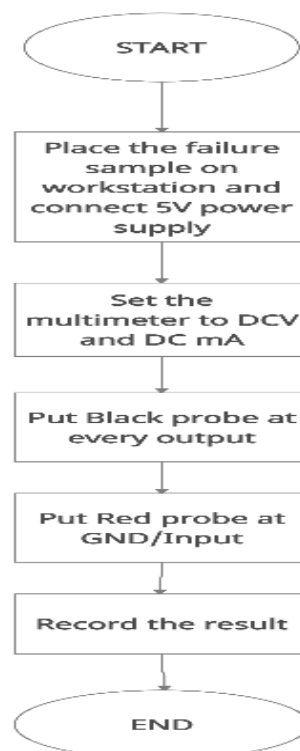 START
Place the failure
sample on
workstation and
connect 5V power
supply
Set the
multimeter to DCV
and DC mA
Put Black probe at
every output
Put Red probe at
GND/Input
Record the result
END